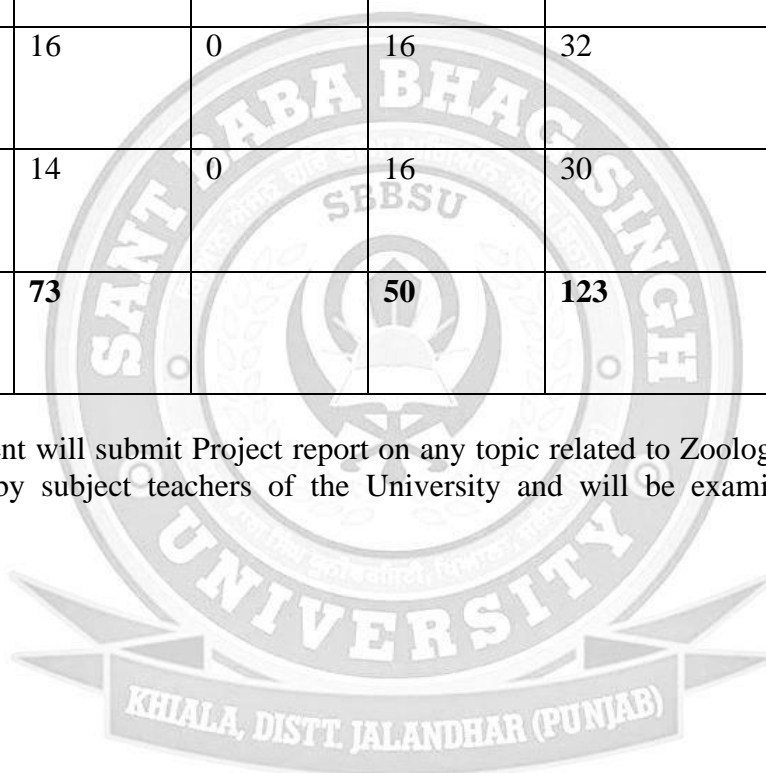 16 0 16 32
14 0 16 30
73 50 123
ent will submit Project report on any topic related to Zoolog
by subject teachers of the University and will be exami
SANT BABA BHAG SINGH
SBBSU
UNIVERSITY
KHIALA, DISTT. JALANDHAR (PUNJAB)